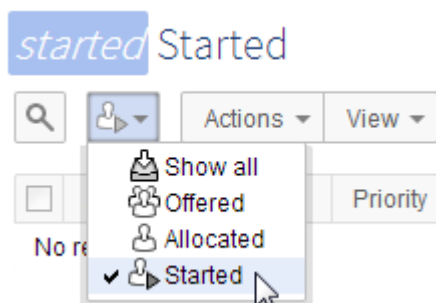 started Started
Actions View
Show all
Offered
Priority
Allocated
No re
Started